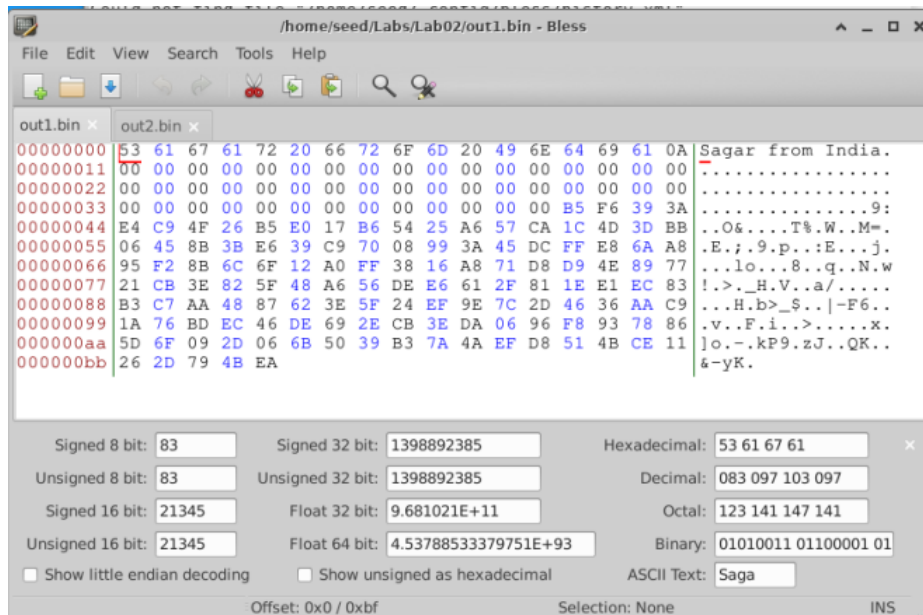 /home/seed/Labs/Lab02/out1.bin - Bless
File Edit View Search Tools Help
out1.bin × out2.bin ×
00000000 53 61 67 61 72 20 66 72 6F 6D 20 49 6E 64 69 61 0A Sagar from India.
00000011 00 00 00 00 00 00 00 00 00 00 00 00 00 00 00 00 00 .................
00000022 00 00 00 00 00 00 00 00 00 00 00 00 00 00 00 00 00 .................
00000033 00 00 00 00 00 00 00 00 00 00 00 00 00 B5 F6 39 3A ...............9:
00000044 E4 C9 4F 26 B5 E0 17 B6 54 25 A6 57 CA 1C 4D 3D BB ..O&....T%.W..M=.
00000055 06 45 8B 3B E6 39 C9 70 08 99 3A 45 DC FF E8 6A A8 .E.;.9.p..:E...j.
00000066 95 F2 8B 6C 6F 12 A0 FF 38 16 A8 71 D8 D9 4E 89 77 ...lo...8..q..N.w
00000077 21 CB 3E 82 5F 48 A6 56 DE E6 61 2F 81 1E E1 EC 83 !.>._H.V..a/.....
00000088 B3 C7 AA 48 87 62 3E 5F 24 EF 9E 7C 2D 46 36 AA C9 ...H.b>_$..|-F6..
00000099 1A 76 BD EC 46 DE 69 2E CB 3E DA 06 96 F8 93 78 86 .v..F.i..>.....x.
000000aa 5D 6F 09 2D 06 6B 50 39 B3 7A 4A EF D8 51 4B CE 11 ]o.-.kP9.zJ..QK..
000000bb 26 2D 79 4B EA &-yK.
Signed 8 bit: 83 Signed 32 bit: 1398892385 Hexadecimal: 53 61 67 61
Unsigned 8 bit: 83 Unsigned 32 bit: 1398892385 Decimal: 083 097 103 097
Signed 16 bit: 21345 Float 32 bit: 9.681021E+11 Octal: 123 141 147 141
Unsigned 16 bit: 21345 Float 64 bit: 4.53788533379751E+93 Binary: 01010011 01100001 01
Show little endian decoding Show unsigned as hexadecimal ASCII Text: Saga
Offset: 0x0 / 0xbf Selection: None INS